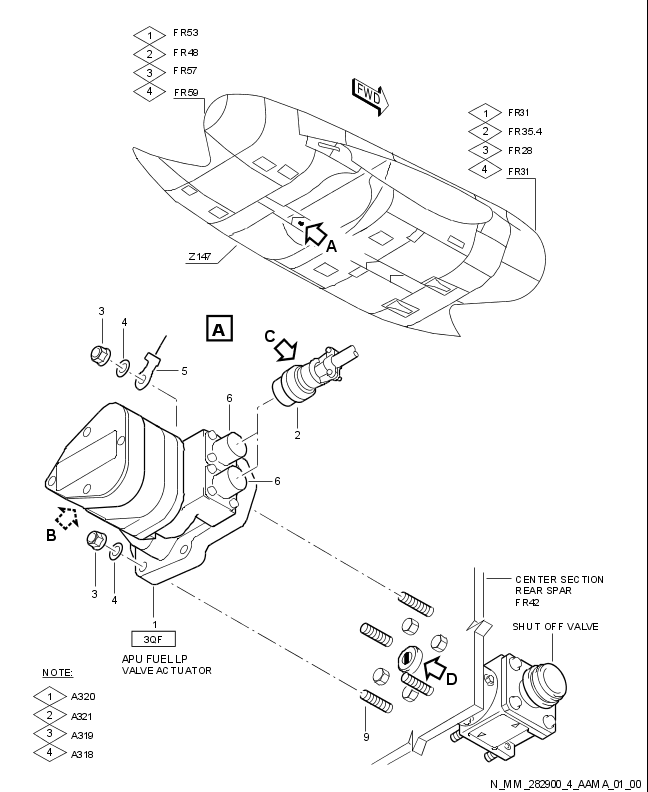 1 FR53
2 FR48
3 FR57
4 FR59
FWD
1 FR31
2 FR35.4
3 FR28
4 FR31
A
Z147
3
4
5
A
C
2
6
6
B
3
4
1
3QF
APU FUEL LP
VALVE ACTUATOR
CENTER SECTION
REAR SPAR
FR42
SHUT OFF VALVE
D
9
NOTE:
1 A320
2 A321
3 A319
4 A318
N_MM_282900_4_AAMA_01_00